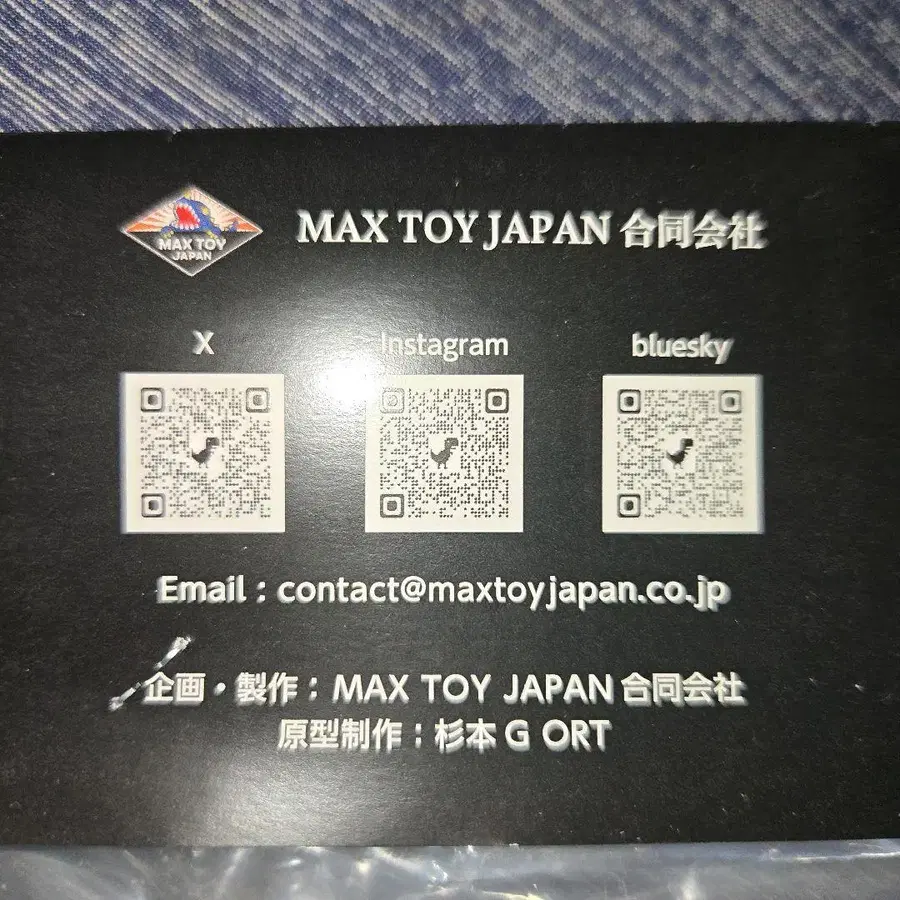 MAX TOY
JAPAN
MAX TOY JAPAN 合同会社
X
Instagram
bluesky
Email : contact@maxtoyjapan.co.jp
企画・製作：MAX TOY JAPAN 合同会社
原型制作：杉本 G ORT